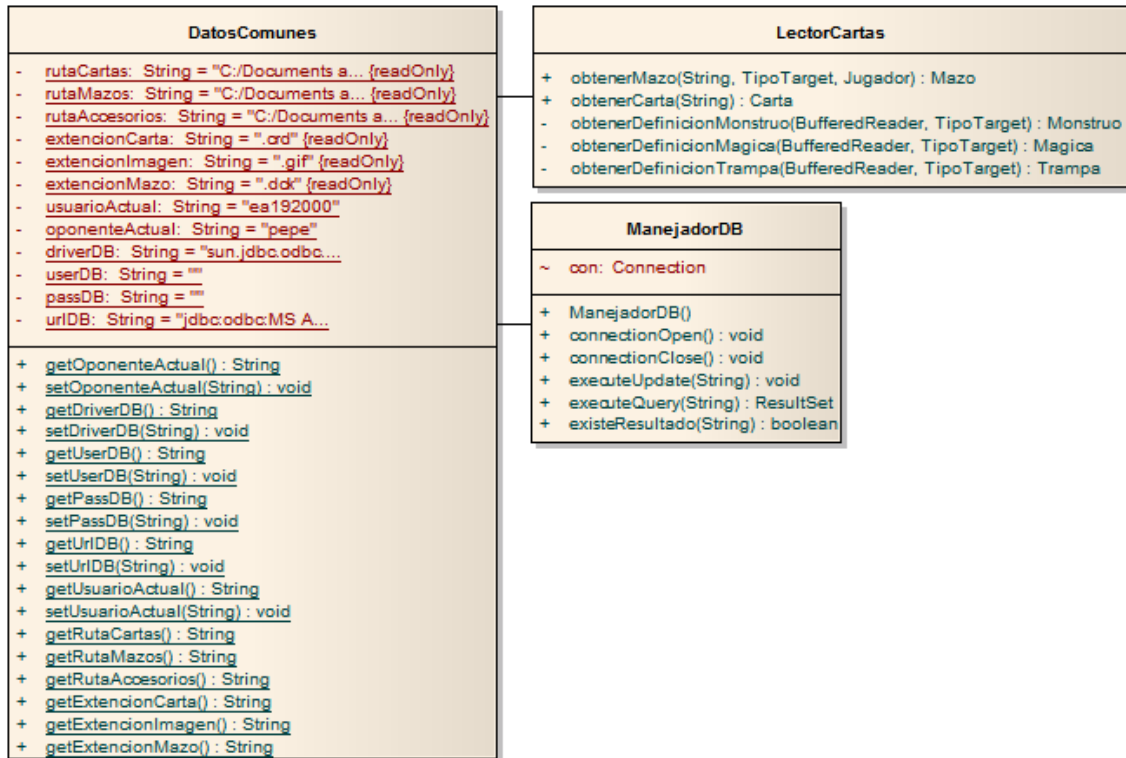 DatosComunes
- rutaCartas: String = "C:/Documents a... {readOnly}
- rutaMazos: String = "C:/Documents a... {readOnly}
- rutaAccesorios: String = "C:/Documents a... {readOnly}
- extencionCarta: String = ".crd" {readOnly}
- extencionImagen: String = ".gif" {readOnly}
- extencionMazo: String = ".dck" {readOnly}
- usuarioActual: String = "ea192000"
- oponenteActual: String = "pepe"
- driverDB: String = "sun.jdbc.odbc....
- userDB: String = ""
- passDB: String = ""
- urlDB: String = "jdbc:odbc:MS A...
+ getOponenteActual() : String
+ setOponenteActual(String) : void
+ getDriverDB() : String
+ setDriverDB(String) : void
+ getUserDB() : String
+ setUserDB(String) : void
+ getPassDB() : String
+ setPassDB(String) : void
+ getUrlDB() : String
+ setUrlDB(String) : void
+ getUsuarioActual() : String
+ setUsuarioActual(String) : void
+ getRutaCartas() : String
+ getRutaMazos() : String
+ getRutaAccesorios() : String
+ getExtencionCarta() : String
+ getExtencionImagen() : String
+ getExtencionMazo() : String
LectorCartas
+ obtenerMazo(String, TipoTarget, Jugador) : Mazo
+ obtenerCarta(String) : Carta
- obtenerDefinicionMonstruo(BufferedReader, TipoTarget) : Monstruo
- obtenerDefinicionMagica(BufferedReader, TipoTarget) : Magica
- obtenerDefinicionTrampa(BufferedReader, TipoTarget) : Trampa
ManejadorDB
~ con: Connection
+ ManejadorDB()
+ connectionOpen() : void
+ connectionClose() : void
+ executeUpdate(String) : void
+ executeQuery(String) : ResultSet
+ existeResultado(String) : boolean